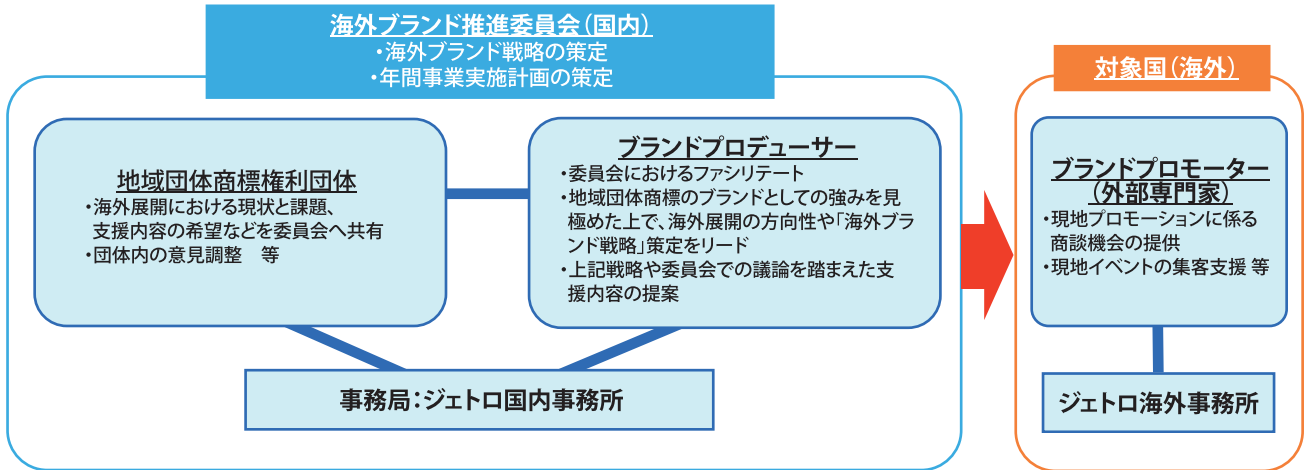 海外ブランド推進委員会（国内）
・海外ブランド戦略の策定
・年間事業実施計画の策定
地域団体商標権利団体
・海外展開における現状と課題、
支援内容の希望などを委員会へ共有
・団体内の意見調整　等
ブランドプロデューサー
・委員会におけるファシリテート
・地域団体商標のブランドとしての強みを見
極めた上で、海外展開の方向性や「海外ブラ
ンド戦略」策定をリード
・上記戦略や委員会での議論を踏まえた支
援内容の提案
事務局：ジェトロ国内事務所
対象国（海外）
ブランドプロモーター
（外部専門家）
・現地プロモーションに係る
商談機会の提供
・現地イベントの集客支援 等
ジェトロ海外事務所